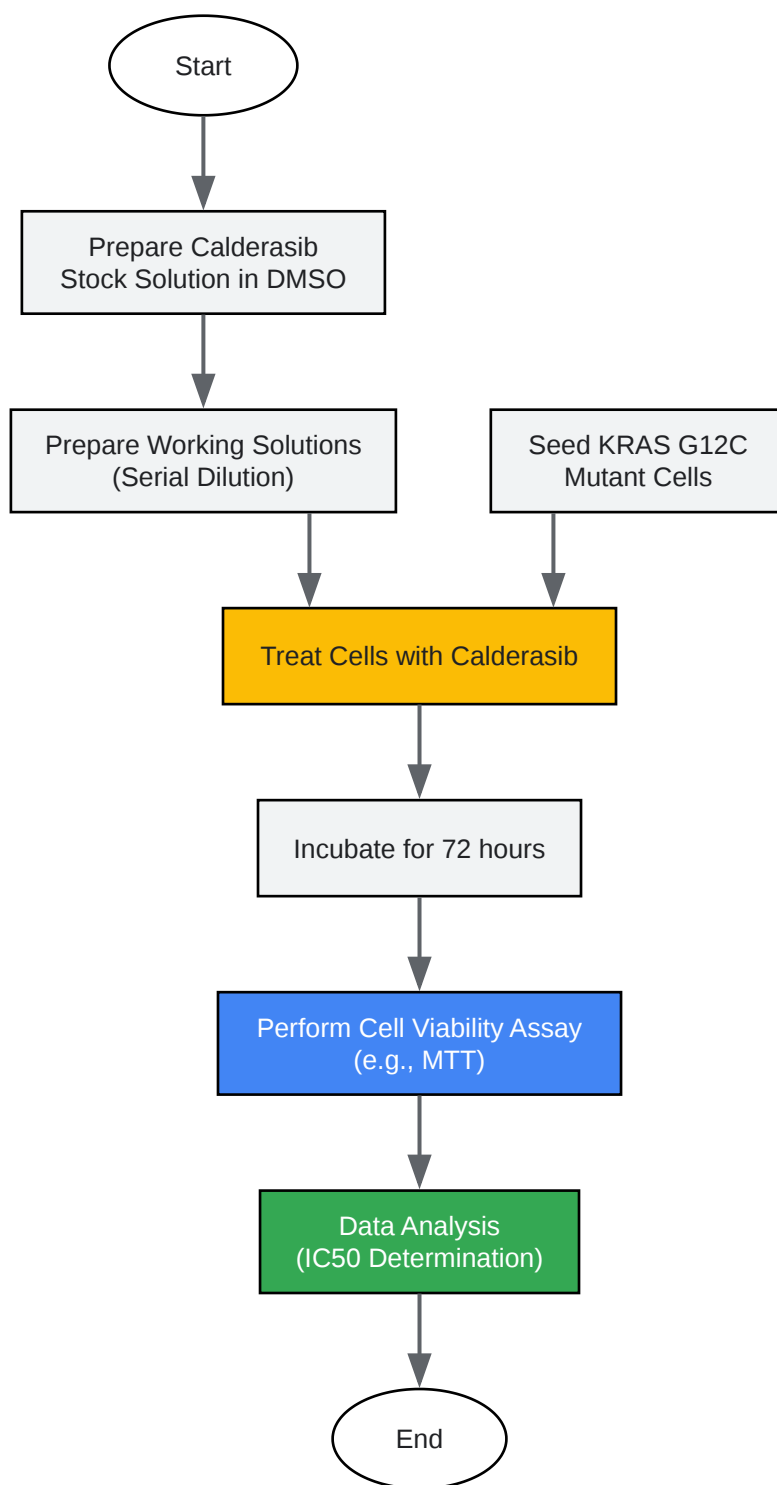 Start
Prepare Calderasib
Stock Solution in DMSO
Prepare Working Solutions
(Serial Dilution)
Seed KRAS G12C
Mutant Cells
Treat Cells with Calderasib
Incubate for 72 hours
Perform Cell Viability Assay
(e.g., MTT)
Data Analysis
(IC50 Determination)
End